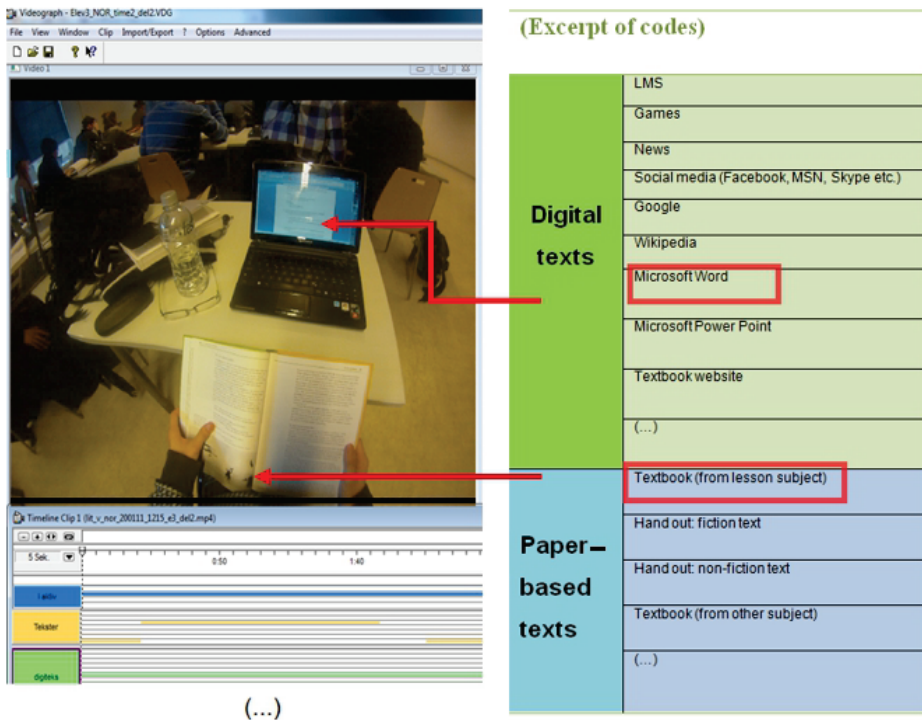 Videograph - Elev3_NOR_time2_del2.VDG
File View Window Clip Import/Export ? Options Advanced
Video 1
Timeline Clip 1 (lit_v_nor_200111_1215_e3_del2.mp4)
5 Sek.
0:50
1:40
I aktiv
Tekster
digiteks
(...)
(Excerpt of codes)
Digital
texts
LMS
Games
News
Social media (Facebook, MSN, Skype etc.)
Google
Wikipedia
Microsoft Word
Microsoft Power Point
Textbook website
(...)
Paper–
based
texts
Textbook (from lesson subject)
Hand out: fiction text
Hand out: non-fiction text
Textbook (from other subject)
(...)